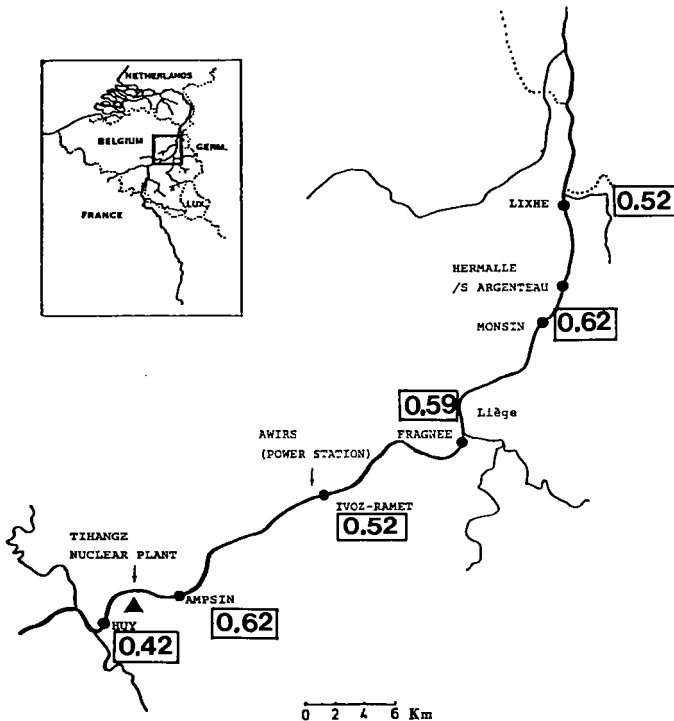 NETHERLANDS
BELGIUM
GERM.
LUX.
FRANCE
LIXHE
0.52
HERMALLE
/S ARGENTEAU
MONSIN
0.62
0.59
Liège
FRAGNEE
AWIRS
(POWER STATION)
IVOZ-RAMET
0.52
TIHANGE
NUCLEAR PLANT
AMPSIN
0.62
HUY
0.42
0 2 4 6 Km